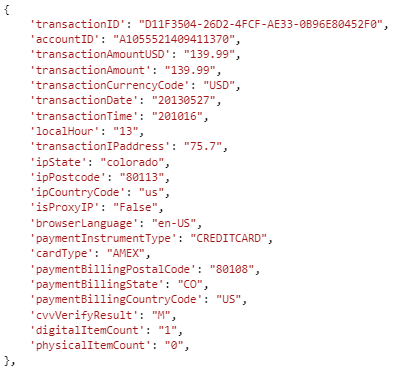 {
'transactionID': "D11F3504-26D2-4FCF-AE33-0B96E80452F0",
'accountID': "A1055521409411370",
'transactionAmountUSD': "139.99",
'transactionAmount': "139.99",
'transactionCurrencyCode': "USD",
'transactionDate': "20130527",
'transactionTime': "201016",
'localHour': "13",
'transactionIPaddress': "75.7",
'ipState': "colorado",
'ipPostcode': "80113",
'ipCountryCode': "us",
'isProxyIP': "False",
'browserLanguage': "en-US",
'paymentInstrumentType': "CREDITCARD",
'cardType': "AMEX",
'paymentBillingPostalCode': "80108",
'paymentBillingState': "CO",
'paymentBillingCountryCode': "US",
'cvvVerifyResult': "M",
'digitalItemCount': "1",
'physicalItemCount': "0",
},